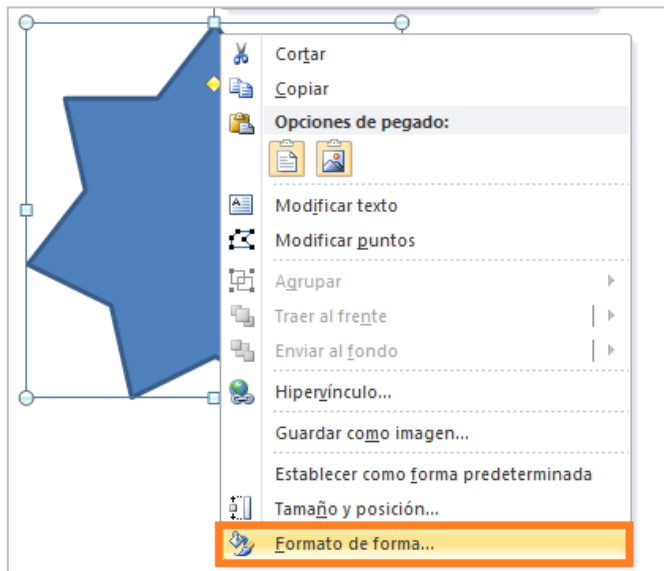 Cortar
Copiar
Opciones de pegado:
Modificar texto
Modificar puntos
Agrupar
Traer al frente
Enviar al fondo
Hipervínculo...
Guardar como imagen...
Establecer como forma predeterminada
Tamaño y posición...
Formato de forma...